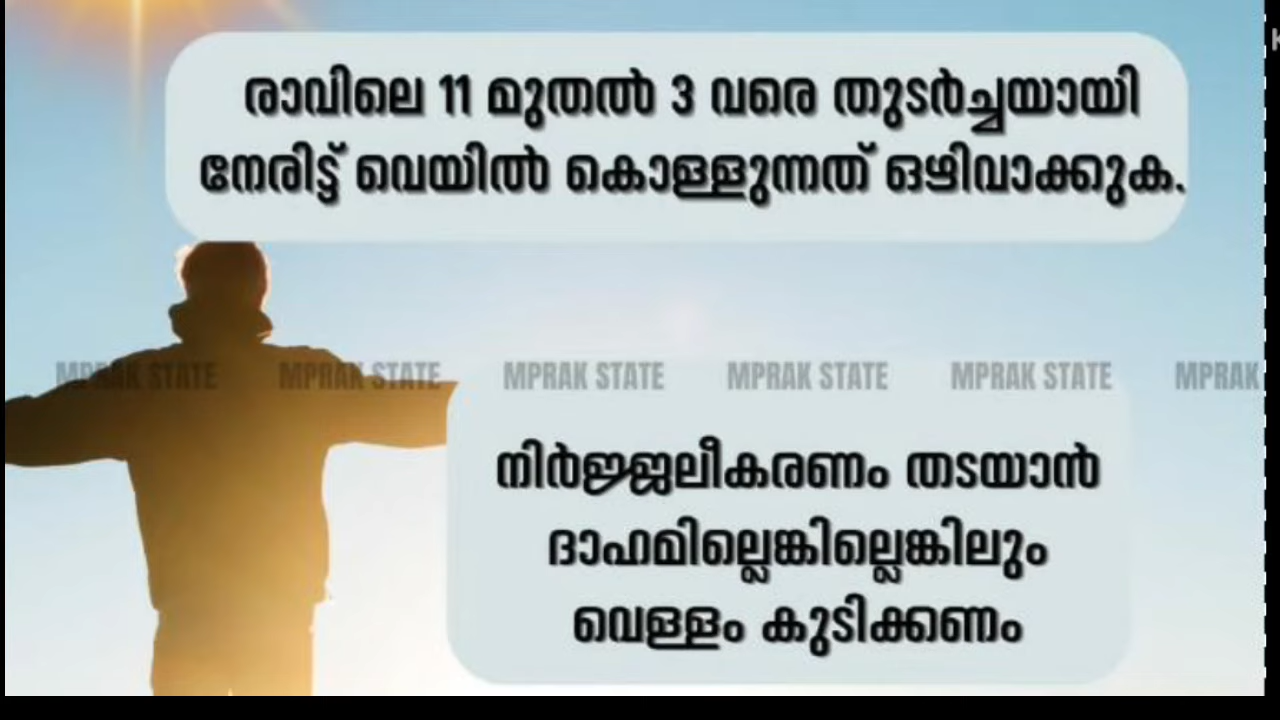 രാവിലെ 11 മുതൽ 3 വരെ തുടർച്ചയായി
നേരിട്ട് വെയിൽ കൊള്ളുന്നത് ഒഴിവാക്കുക.
MPRAK STATE MPRAK STATE MPRAK STATE MPRAK STATE MPRAK STATE MPRAK
നിർജ്ജലീകരണം തടയാൻ
ദാഹമില്ലെങ്കില്ലെങ്കിലും
വെള്ളം കുടിക്കണം